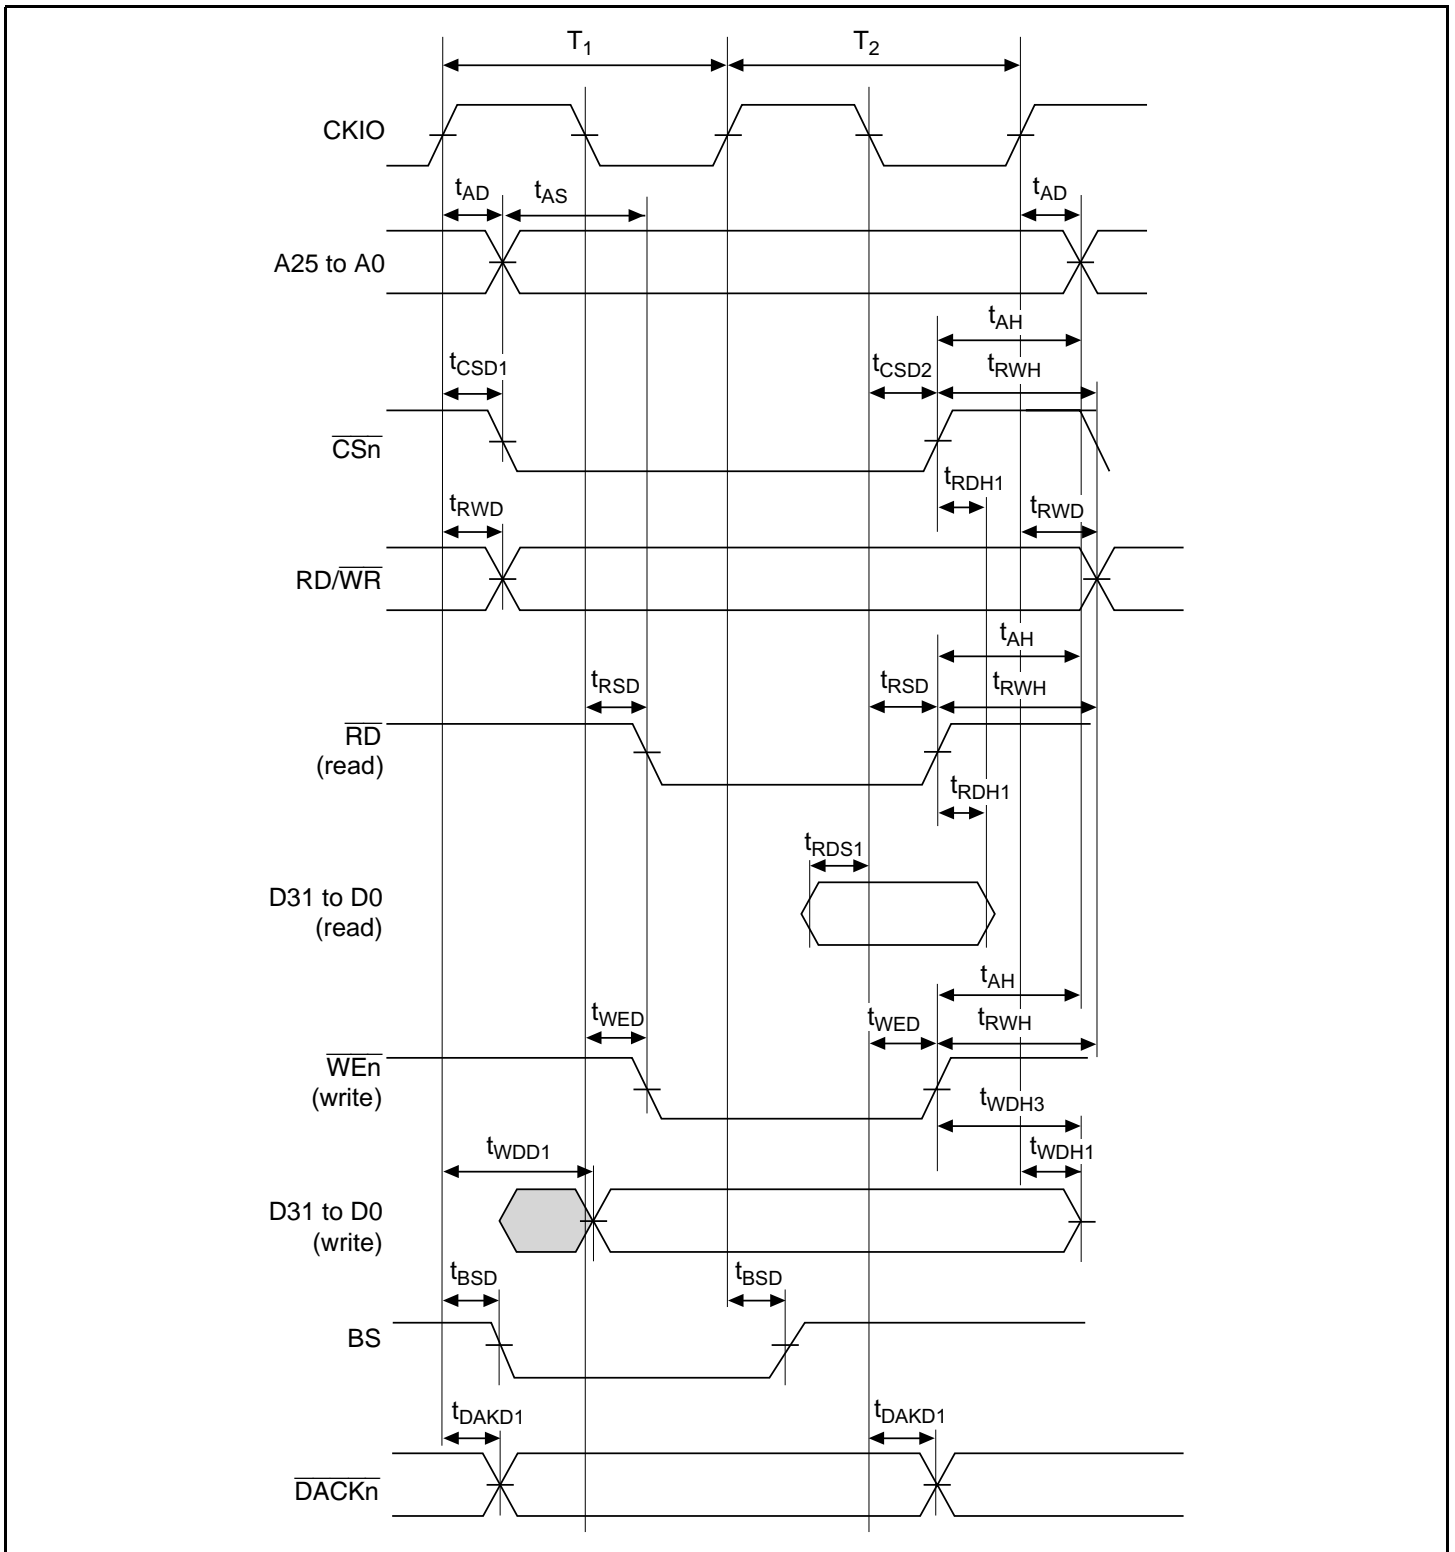 T1 T2
CKIO
tAD tAS tAD
A25 to A0
tAH
tCSD1 tCSD2 tRWH
CSn
tRDH1
tRWD tRWD
RD/WR
tAH
tRSD tRSD tRWH
RD
(read)
tRDH1
tRDS1
D31 to D0
(read)
tAH
tWED tWED tRWH
WEn
(write)
tWDH3
tWDD1 tWDH1
D31 to D0
(write)
tBSD tBSD
BS
tDAKD1 tDAKD1
DACKn